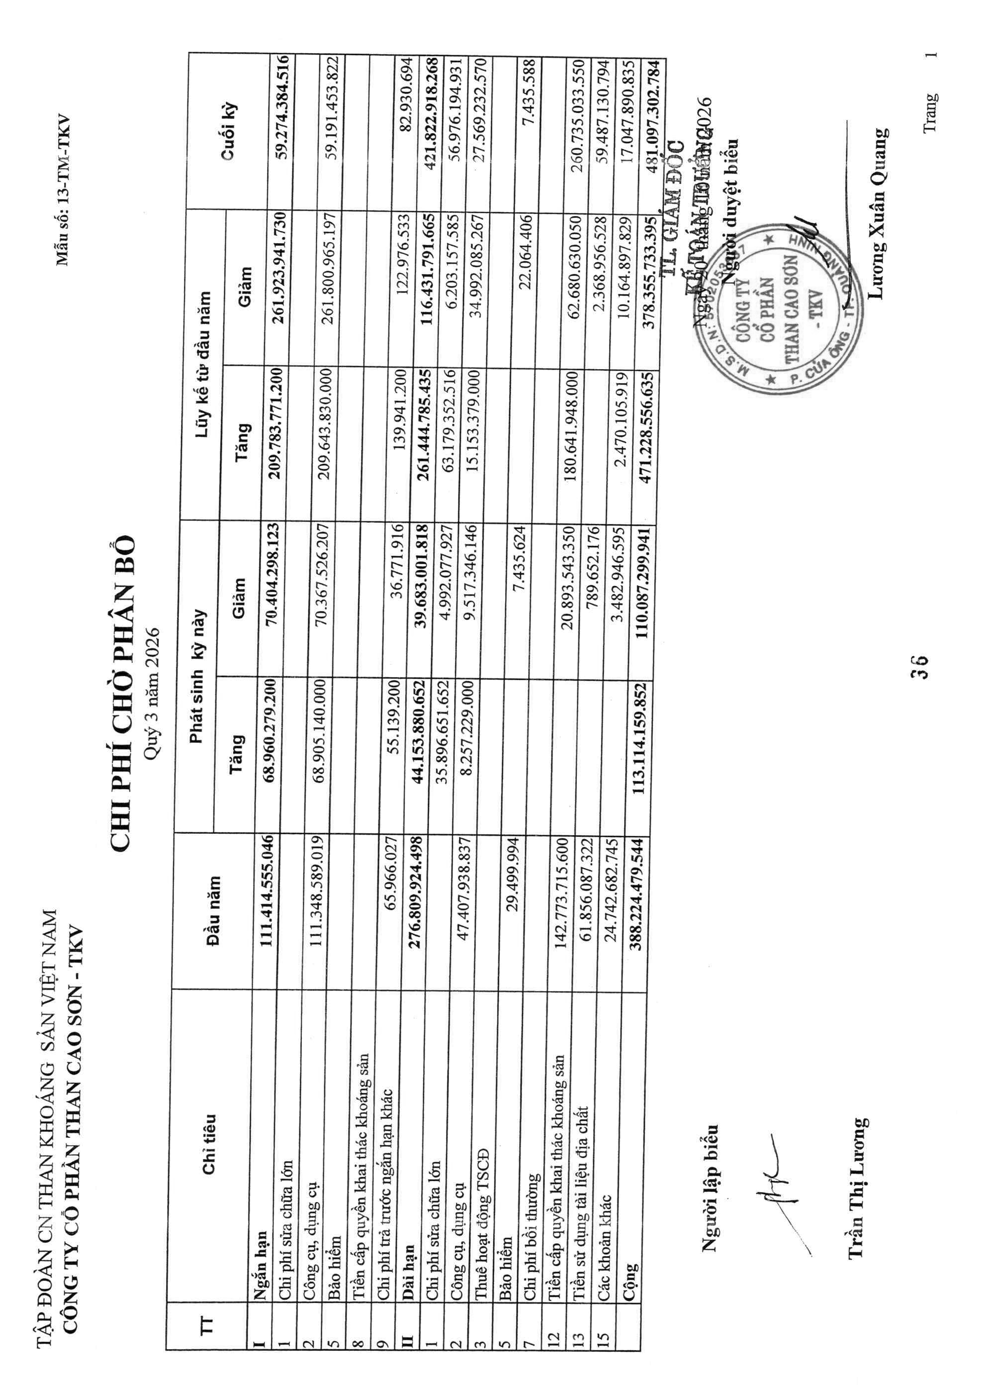 TẬP ĐOÀN CN THAN KHOÁNG SẢN VIỆT NAM
CÔNG TY CỔ PHẦN THAN CAO SƠN - TKV
Mẫu số: 13-TM-TKV
CHI PHÍ CHỜ PHÂN BỔ
Quý 3 năm 2026
TT Chỉ tiêu Đầu năm Phát sinh kỳ này Lũy kế từ đầu năm Cuối kỳ
Tăng Giảm Tăng Giảm
I Ngắn hạn 111.414.555.046 68.960.279.200 70.404.298.123 209.783.771.200 261.923.941.730 59.274.384.516
1 Chi phí sửa chữa lớn
2 Công cụ, dụng cụ 111.348.589.019 68.905.140.000 70.367.526.207 209.643.830.000 261.800.965.197 59.191.453.822
5 Bảo hiểm
8 Tiền cấp quyền khai thác khoáng sản
9 Chi phí trả trước ngắn hạn khác 65.966.027 55.139.200 36.771.916 139.941.200 122.976.533 82.930.694
II Dài hạn 276.809.924.498 44.153.880.652 39.683.001.818 261.444.785.435 116.431.791.665 421.822.918.268
1 Chi phí sửa chữa lớn 35.896.651.652 4.992.077.927 63.179.352.516 6.203.157.585 56.976.194.931
2 Công cụ, dụng cụ 47.407.938.837 8.257.229.000 9.517.346.146 15.153.379.000 34.992.085.267 27.569.232.570
3 Thuê hoạt động TSCĐ
5 Bảo hiểm 29.499.994 7.435.624 22.064.406 7.435.588
7 Chi phí bồi thường
12 Tiền cấp quyền khai thác khoáng sản 142.773.715.600 20.893.543.350 180.641.948.000 62.680.630.050 260.735.033.550
13 Tiền sử dụng tài liệu địa chất 61.856.087.322 789.652.176 2.368.956.528 59.487.130.794
15 Các khoản khác 24.742.682.745 3.482.946.595 2.470.105.919 10.164.897.829 17.047.890.835
Cộng 388.224.479.544 113.114.159.852 110.087.299.941 471.228.556.635 378.355.733.395 481.097.302.784
TL. GIÁM ĐỐC
KẾ TOÁN TRƯỞNG
Ngày tháng 2026
Người lập biểu
Người duyệt biểu
CÔNG TY
CỔ PHẦN
THAN CAO SƠN
- TKV
Trần Thị Lương
Lương Xuân Quang
36
Trang 1